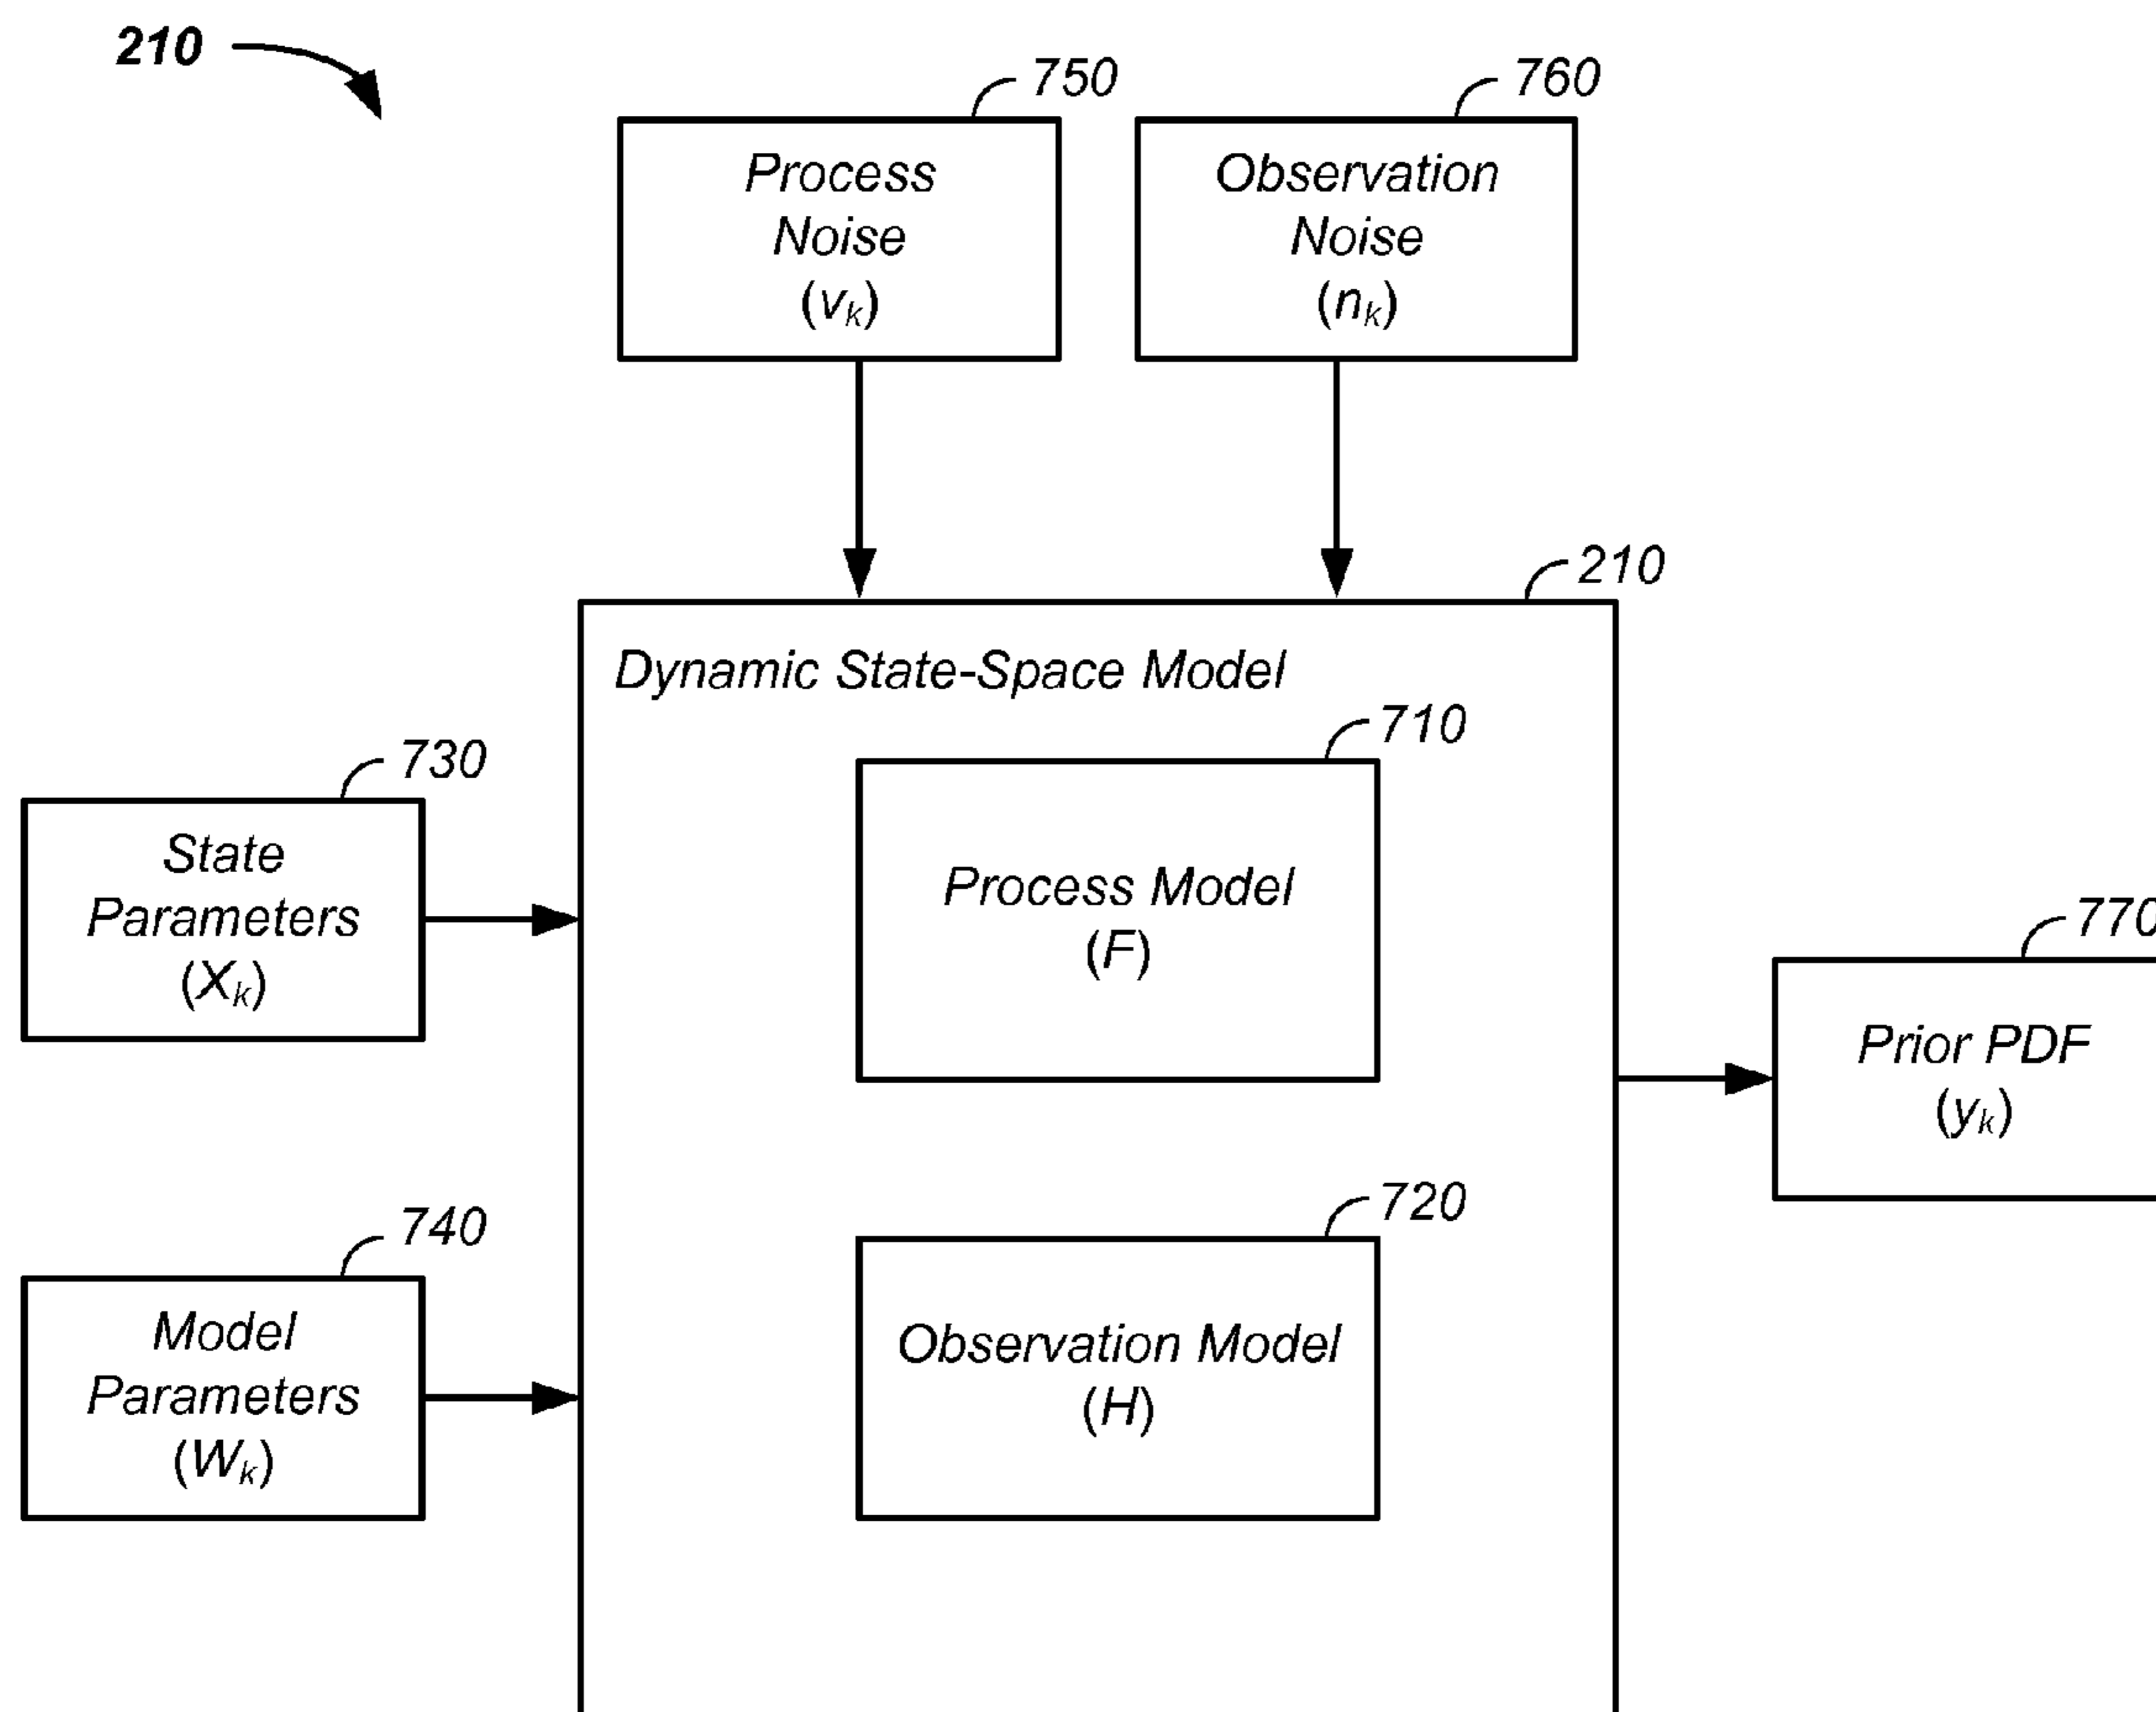 210
750
760
Process
Noise
(vk)
Observation
Noise
(nk)
210
Dynamic State-Space Model
710
730
State
Parameters
(Xk)
Process Model
(F)
770
Prior PDF
(yk)
720
740
Model
Parameters
(Wk)
Observation Model
(H)